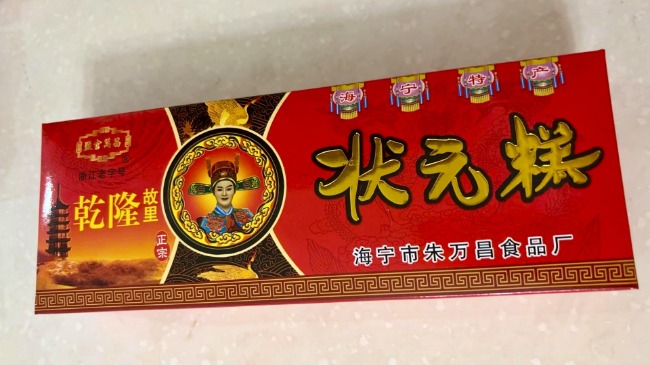 海宁特产
状元糕
海宁市朱万昌食品厂
浙江老字号
乾隆故里
正宗